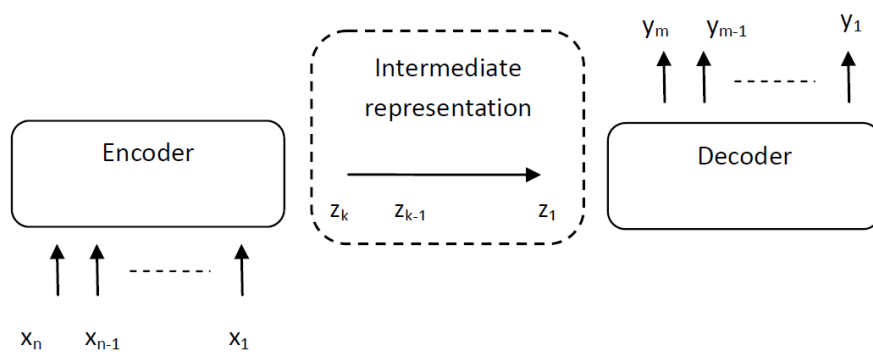 yₘ yₘ₋₁ y₁
Intermediate
representation
Encoder
Decoder
zₖ zₖ₋₁ z₁
xₙ xₙ₋₁ x₁